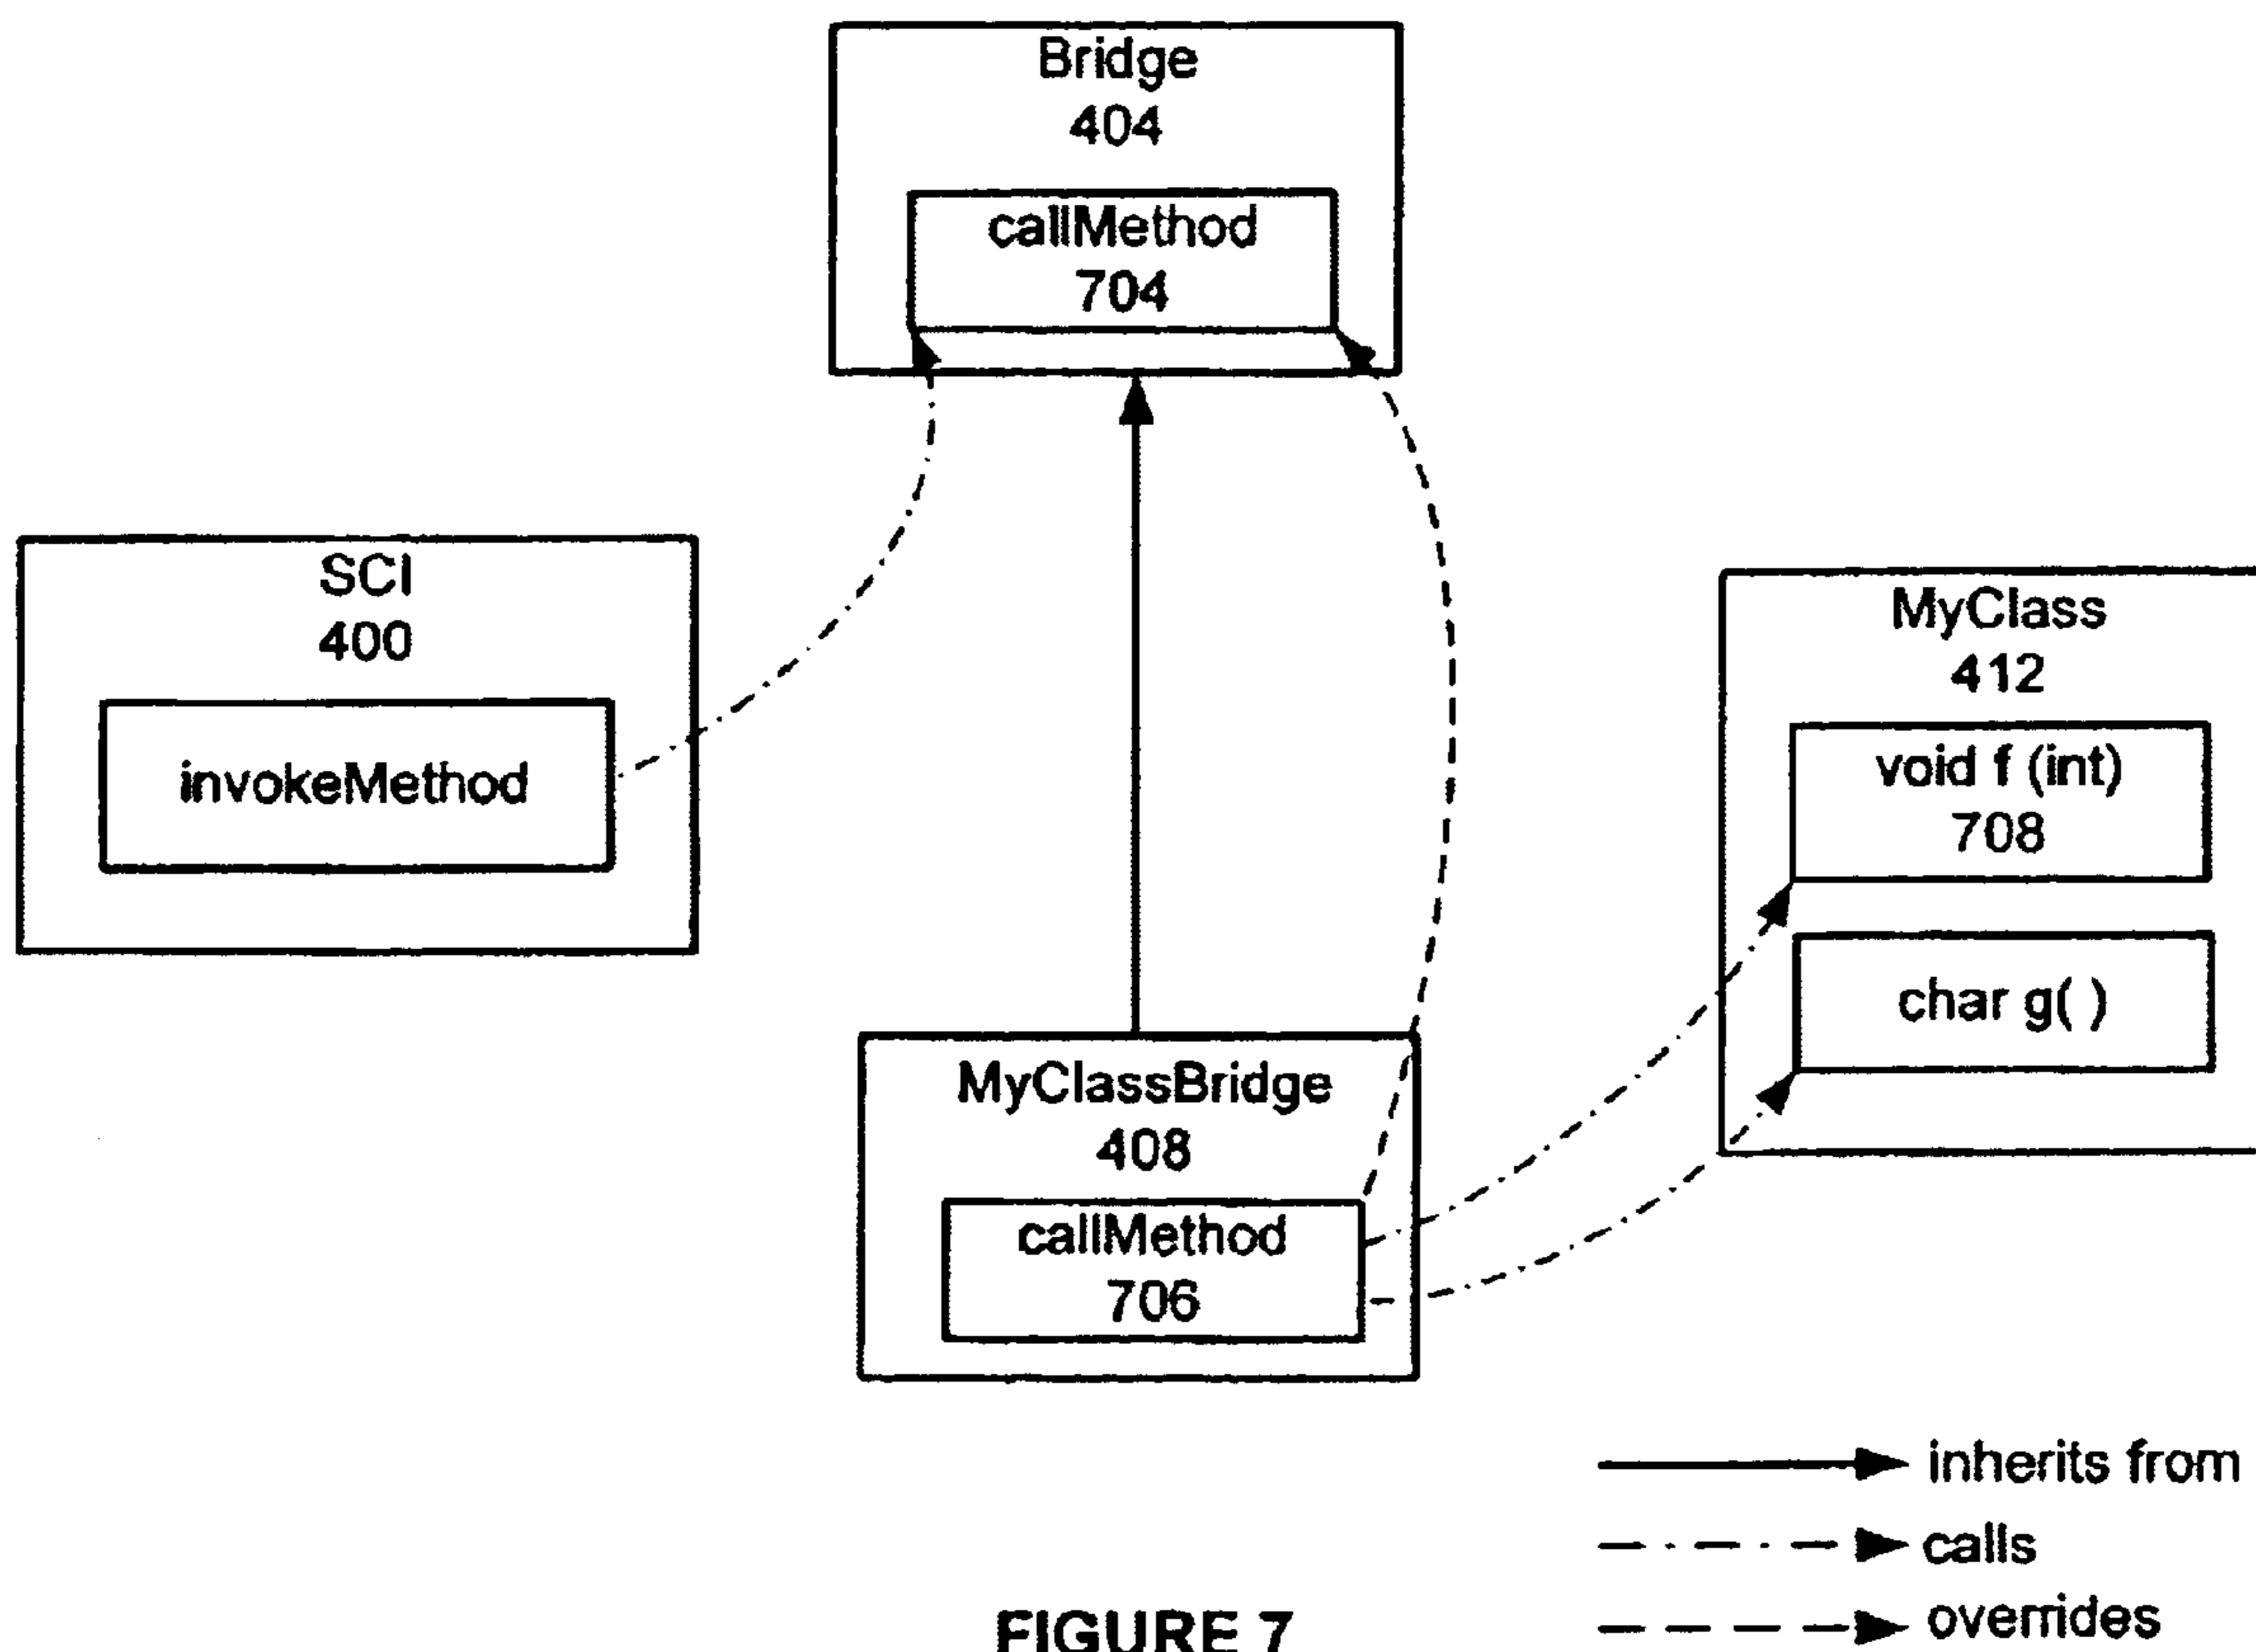 Bridge
404
callMethod
704
SCI
400
invokeMethod
MyClass
412
void f (int)
708
char g( )
MyClassBridge
408
callMethod
706
inherits from
calls
overrides
FIGURE 7